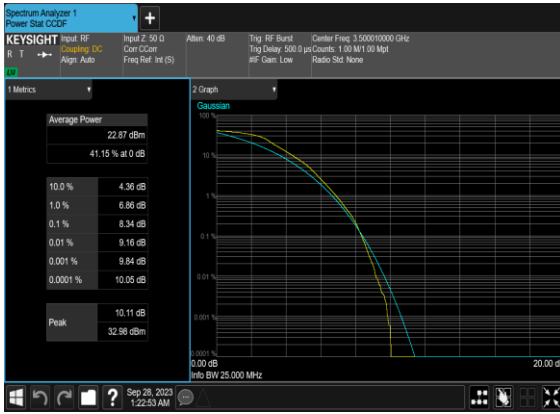 Spectrum Analyzer 1
Power Stat CCDF
+
KEYSIGHT
R T
LV
Input: RF
Coupling: DC
Align: Auto
Input Z: 50 Ω
Corr CCorr
Freq Ref: Int (S)
Atten: 40 dB
Trig: RF Burst
Trig Delay: 500.0 µs
#IF Gain: Low
Center Freq: 3.500010000 GHz
Counts: 1.00 M/1.00 Mpt
Radio Std: None
1 Metrics
Average Power
22.87 dBm
41.15 % at 0 dB
10.0 % 4.36 dB
1.0 % 6.86 dB
0.1 % 8.34 dB
0.01 % 9.16 dB
0.001 % 9.84 dB
0.0001 % 10.05 dB
Peak
10.11 dB
32.98 dBm
2 Graph
Gaussian
100 %
10 %
1 %
0.1 %
0.01 %
0.001 %
0.0001 %
0.00 dB
20.00 d
Info BW 25.000 MHz
?
Sep 28, 2023
1:22:53 AM